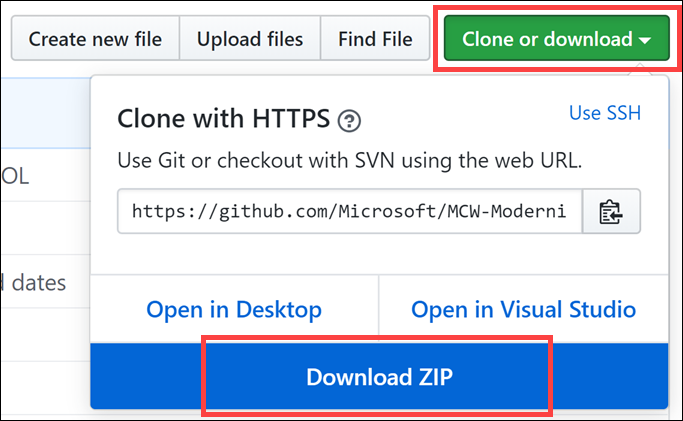 Create new file Upload files Find File Clone or download
Clone with HTTPS ?
Use SSH
OL
Use Git or checkout with SVN using the web URL.
https://github.com/Microsoft/MCW-Moderni
d dates
Open in Desktop Open in Visual Studio
Download ZIP